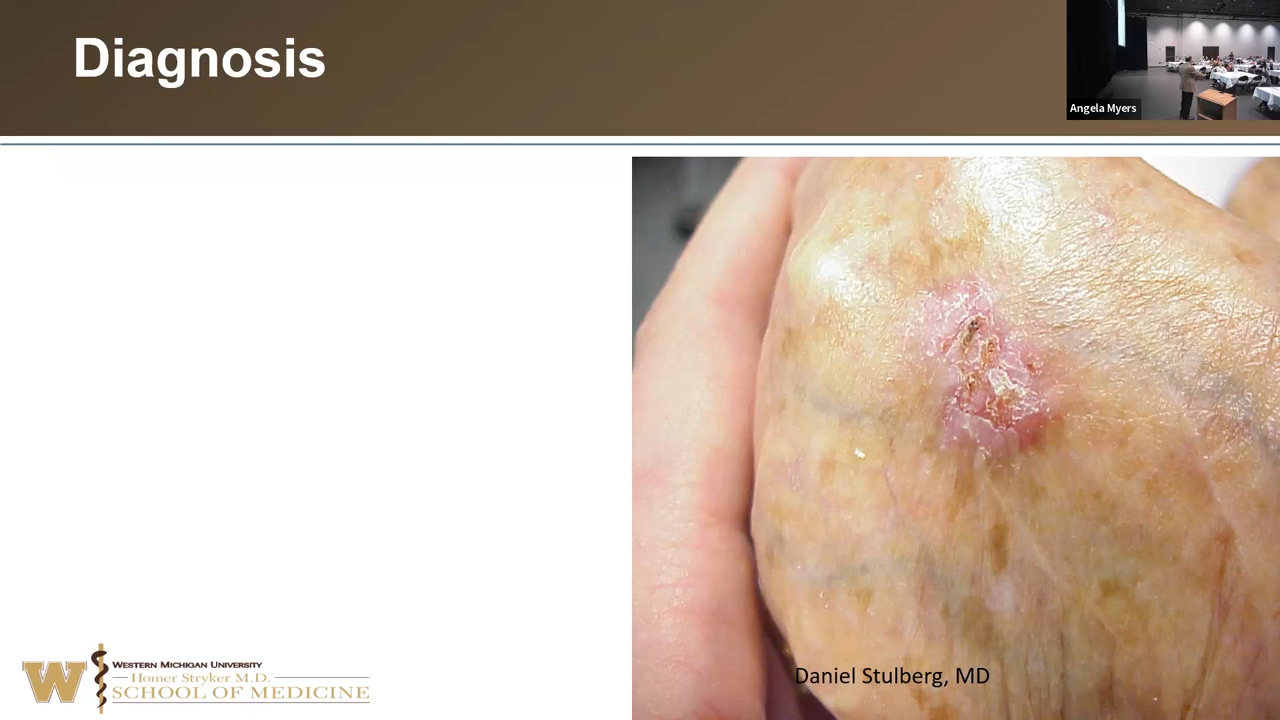 Diagnosis
Angela Myers
Daniel Stulberg, MD
W
WESTERN MICHIGAN UNIVERSITY
Homer Stryker M.D.
SCHOOL OF MEDICINE